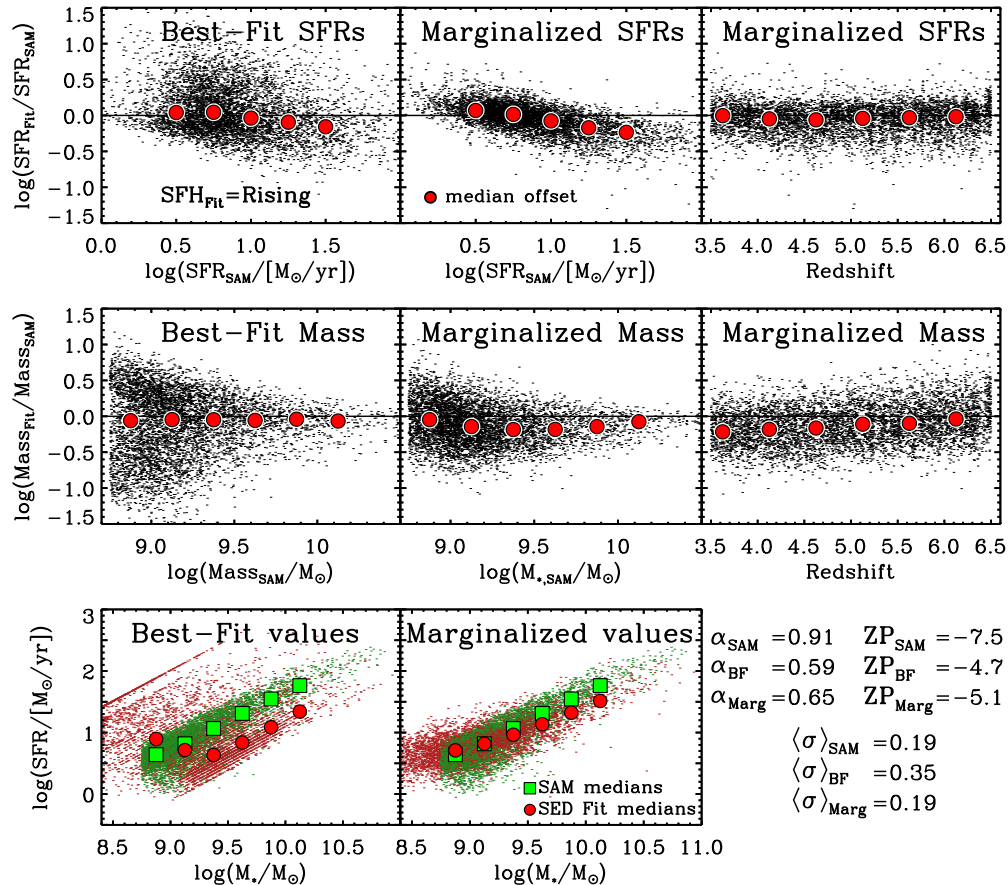 Best-Fit SFRs Marginalized SFRs Marginalized SFRs
log(SFR_Fit/SFR_SAM)
1.5
1.0
0.5
0.0
-0.5
-1.0
-1.5
SFH_Fit=Rising
median offset
0.0 0.5 1.0 1.5 0.5 1.0 1.5 3.5 4.0 4.5 5.0 5.5 6.0 6.5
log(SFR_SAM/[M⊙/yr]) log(SFR_SAM/[M⊙/yr]) Redshift
Best-Fit Mass Marginalized Mass Marginalized Mass
log(Mass_Fit/Mass_SAM)
1.5
1.0
0.5
0.0
-0.5
-1.0
-1.5
9.0 9.5 10 9.0 9.5 10 3.5 4.0 4.5 5.0 5.5 6.0 6.5
log(Mass_SAM/M⊙) log(M_*,SAM/M⊙) Redshift
Best-Fit values Marginalized values
log(SFR/[M⊙/yr])
3
2
1
0
SAM medians
SED Fit medians
9.0 9.5 10.0 10.5 8.5 9.0 9.5 10.0 10.5 11.0
log(M_*/M⊙) log(M_*/M⊙)
α_SAM=0.91 ZP_SAM=-7.5
α_BF=0.59 ZP_BF=-4.7
α_Marg=0.65 ZP_Marg=-5.1
⟨σ⟩_SAM=0.19
⟨σ⟩_BF=0.35
⟨σ⟩_Marg=0.19